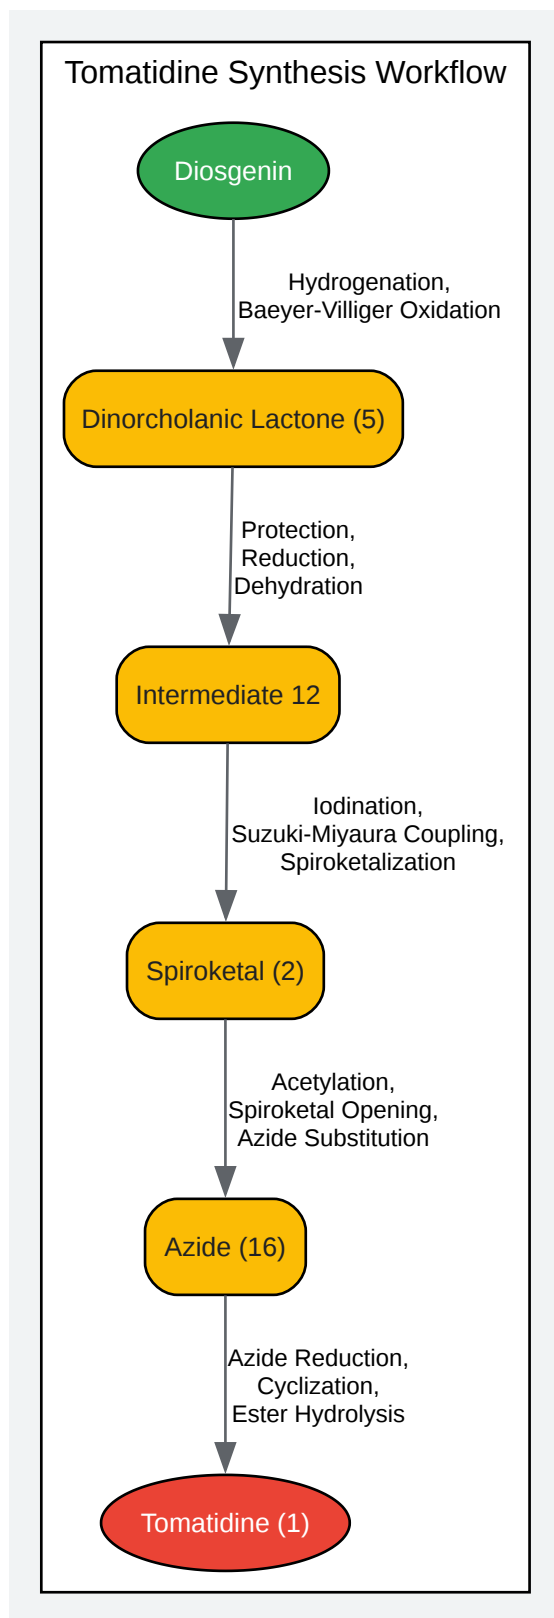 Tomatidine Synthesis Workflow
Diosgenin
Hydrogenation,
Baeyer-Villiger Oxidation
Dinorcholanic Lactone (5)
Protection,
Reduction,
Dehydration
Intermediate 12
Iodination,
Suzuki-Miyaura Coupling,
Spiroketalization
Spiroketal (2)
Acetylation,
Spiroketal Opening,
Azide Substitution
Azide (16)
Azide Reduction,
Cyclization,
Ester Hydrolysis
Tomatidine (1)